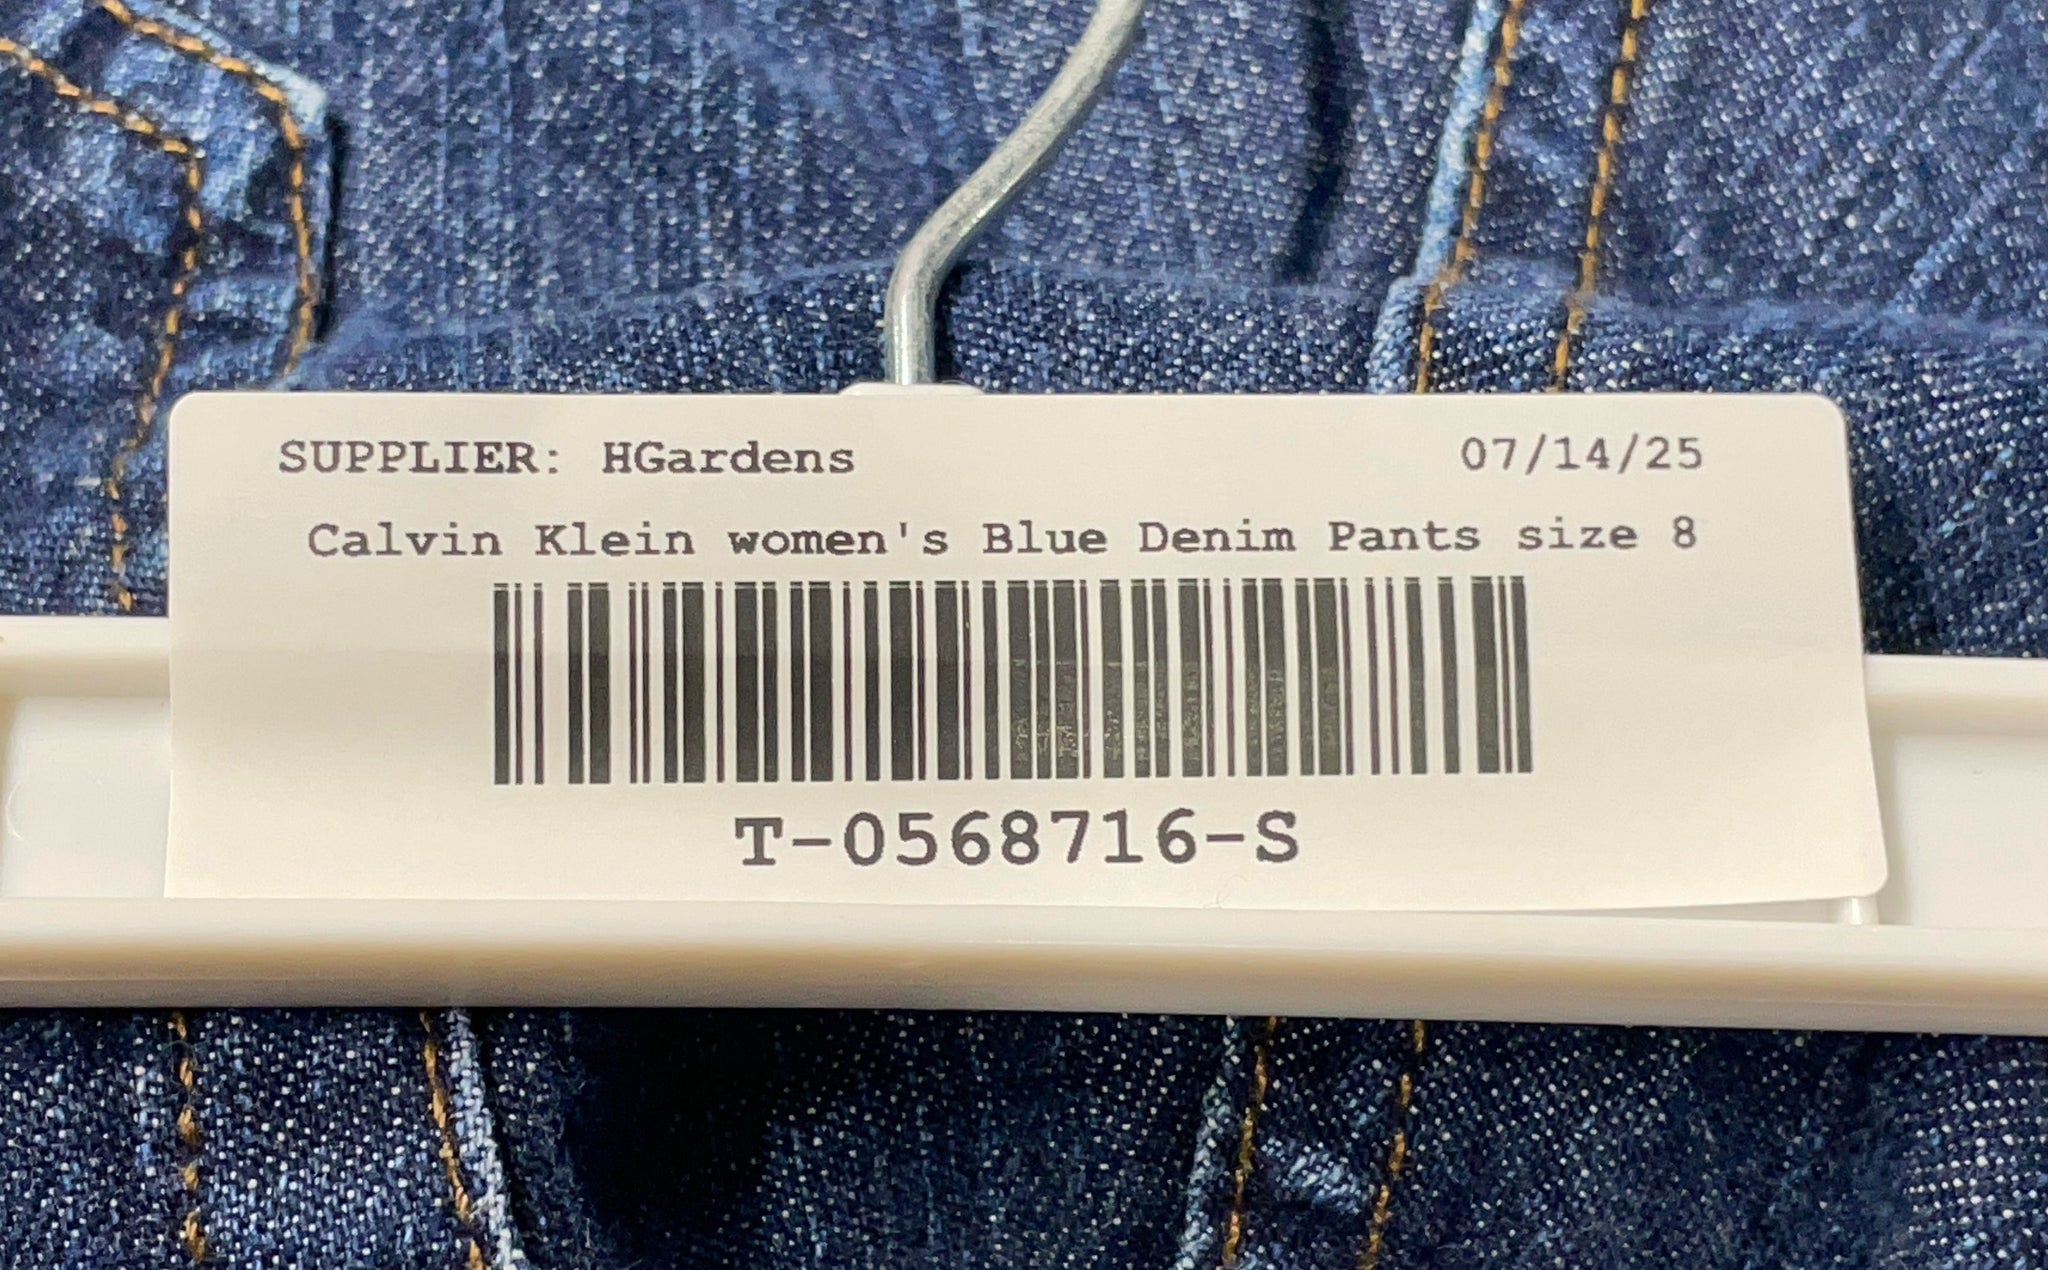 SUPPLIER: HGardens 07/14/25
Calvin Klein women's Blue Denim Pants size 8
T-0568716-S